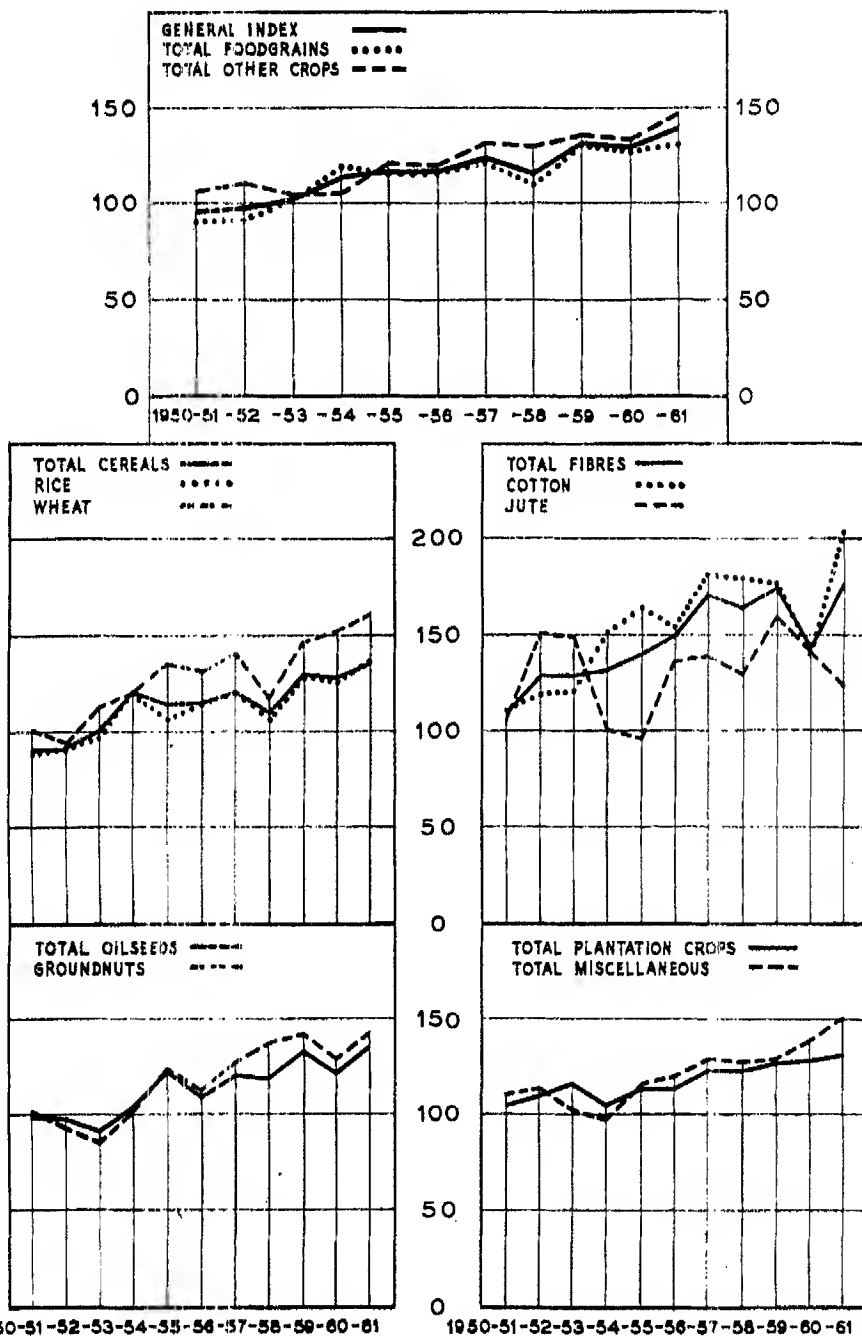 GENERAL INDEX
TOTAL FOODGRAINS
TOTAL OTHER CROPS
150 150
100 100
50 50
0 0
1950-51 -52 -53 -54 -55 -56 -57 -58 -59 -60 -61
TOTAL CEREALS
RICE
WHEAT
TOTAL FIBRES
COTTON
JUTE
200
150
100
50
0
TOTAL OILSEEDS
GROUNDNUTS
TOTAL PLANTATION CROPS
TOTAL MISCELLANEOUS
150
100
50
0
50-51 -52 -53 -54 -55 -56 -57 -58 -59 -60 -61
1950-51 -52 -53 -54 -55 -56 -57 -58 -59 -60 -61